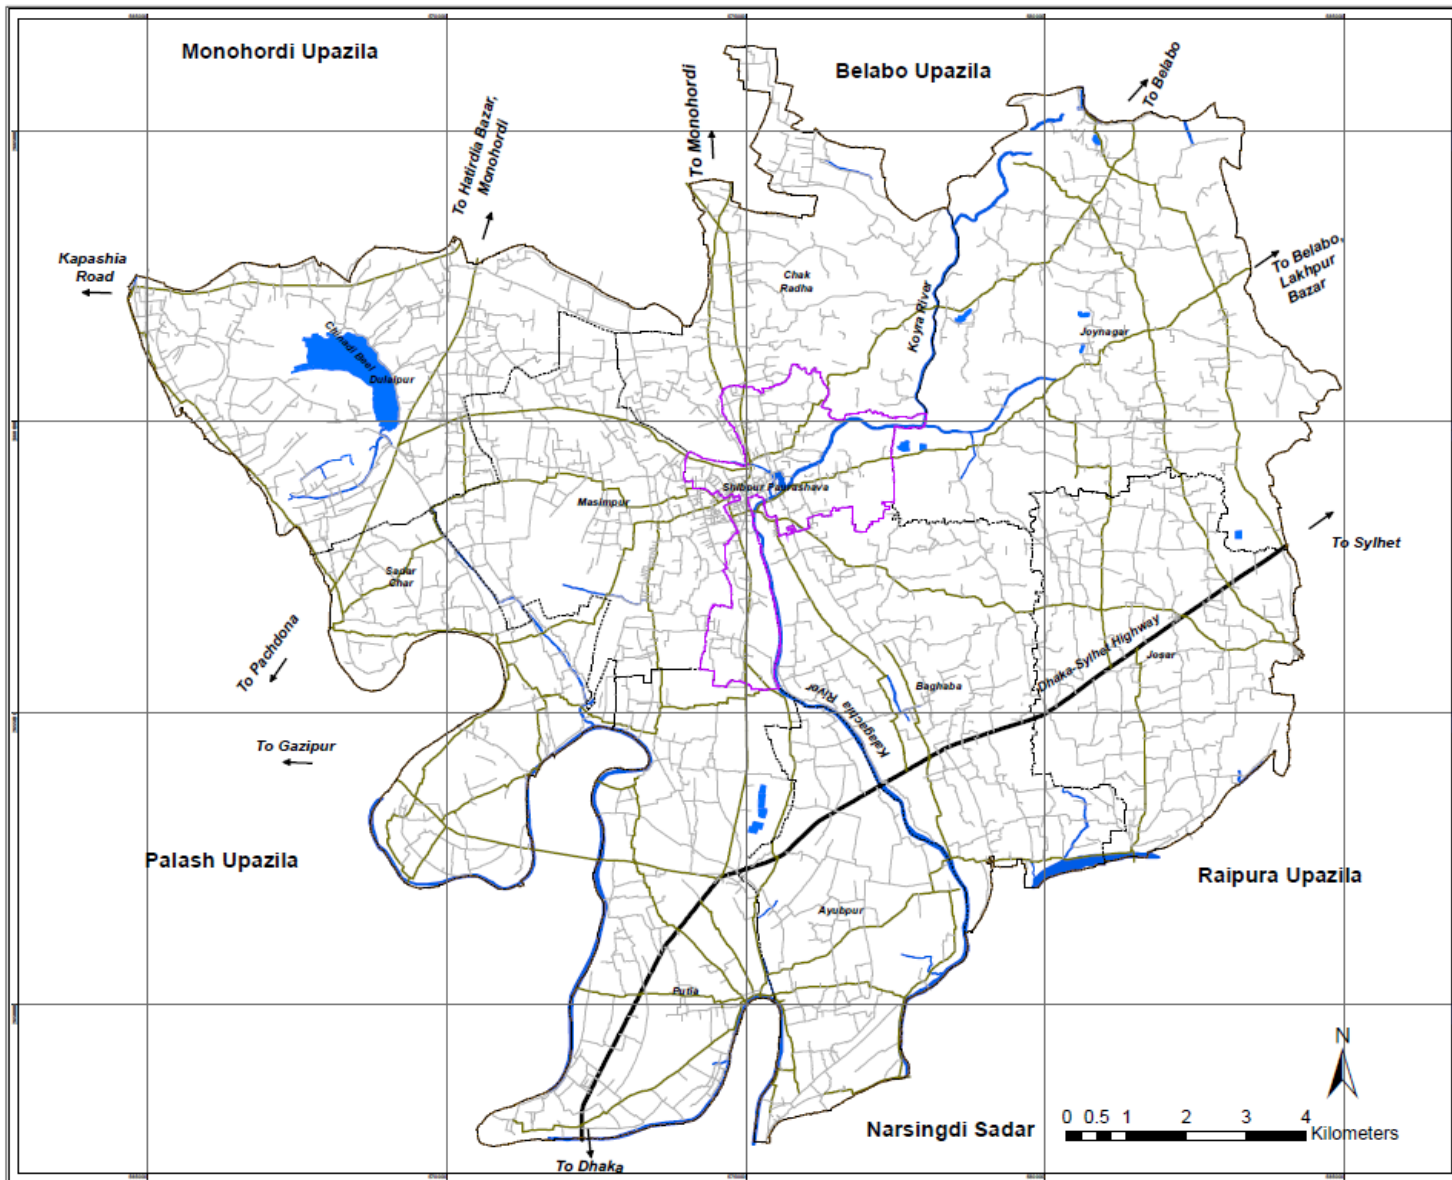 Monohordi Upazila
Belabo Upazila
To Belabo
To Hatirdia Bazar,
Monohordi
To Monohordi
Kapashia
Road
Chak
Radha
Koyra River
To Belabo,
Lakhpur
Bazar
Chinadi Beel
Dulalpur
Joynagar
Masimpur
Shibpur Paurashava
To Sylhet
Sadar
Char
To Pachdona
Dhaka-Sylhet Highway
Josar
Baghaba
Kalagachia River
To Gazipur
Palash Upazila
Raipura Upazila
Ayubpur
Putia
N
Narsingdi Sadar
0 0.5 1 2 3 4
Kilometers
To Dhaka